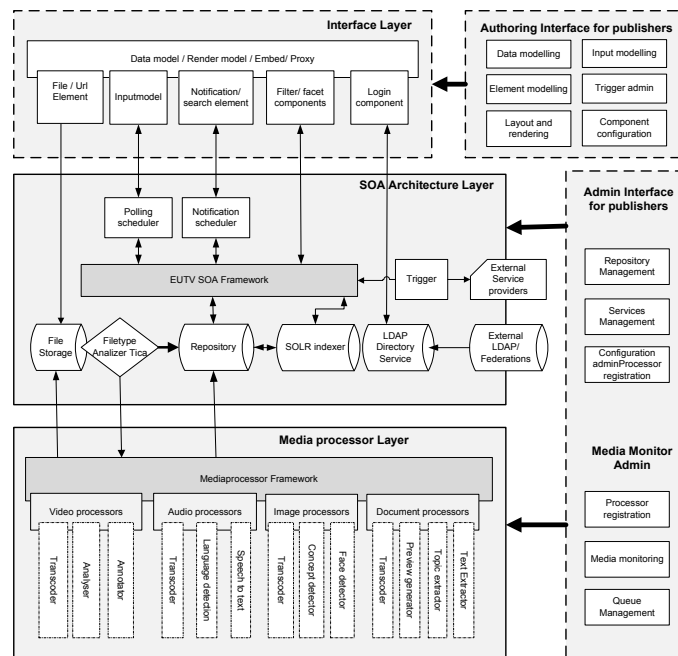 Interface Layer
Data model / Render model / Embed/ Proxy
File / Url
Element
Inputmodel
Notification/
search element
Filter/ facet
components
Login
component
Authoring Interface for publishers
Data modelling
Input modelling
Element modelling
Trigger admin
Layout and
rendering
Component
configuration
SOA Architecture Layer
Polling
scheduler
Notification
scheduler
EUTV SOA Framework
Trigger
External
Service
providers
File
Storage
Filetype
Analizer Tica
Repository
SOLR indexer
LDAP
Directory
Service
External
LDAP/
Federations
Admin Interface
for publishers
Repository
Management
Services
Management
Configuration
adminProcessor
registration
Media processor Layer
Mediaprocessor Framework
Video processors
Audio processors
Image processors
Document processors
Transcoder
Analyser
Annotator
Transcoder
Language detection
Speech to text
Transcoder
Concept detector
Face detector
Transcoder
Preview generator
Topic extractor
Text Extractor
Media Monitor
Admin
Processor
registration
Media monitoring
Queue
Management